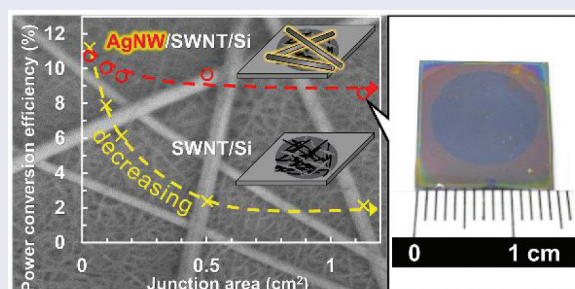 Power conversion efficiency (%)
12
10
8
6
4
2
0
AgNW/SWNT/Si
SWNT/Si
decreasing
0
0.5
1
Junction area (cm²)
0 1 cm